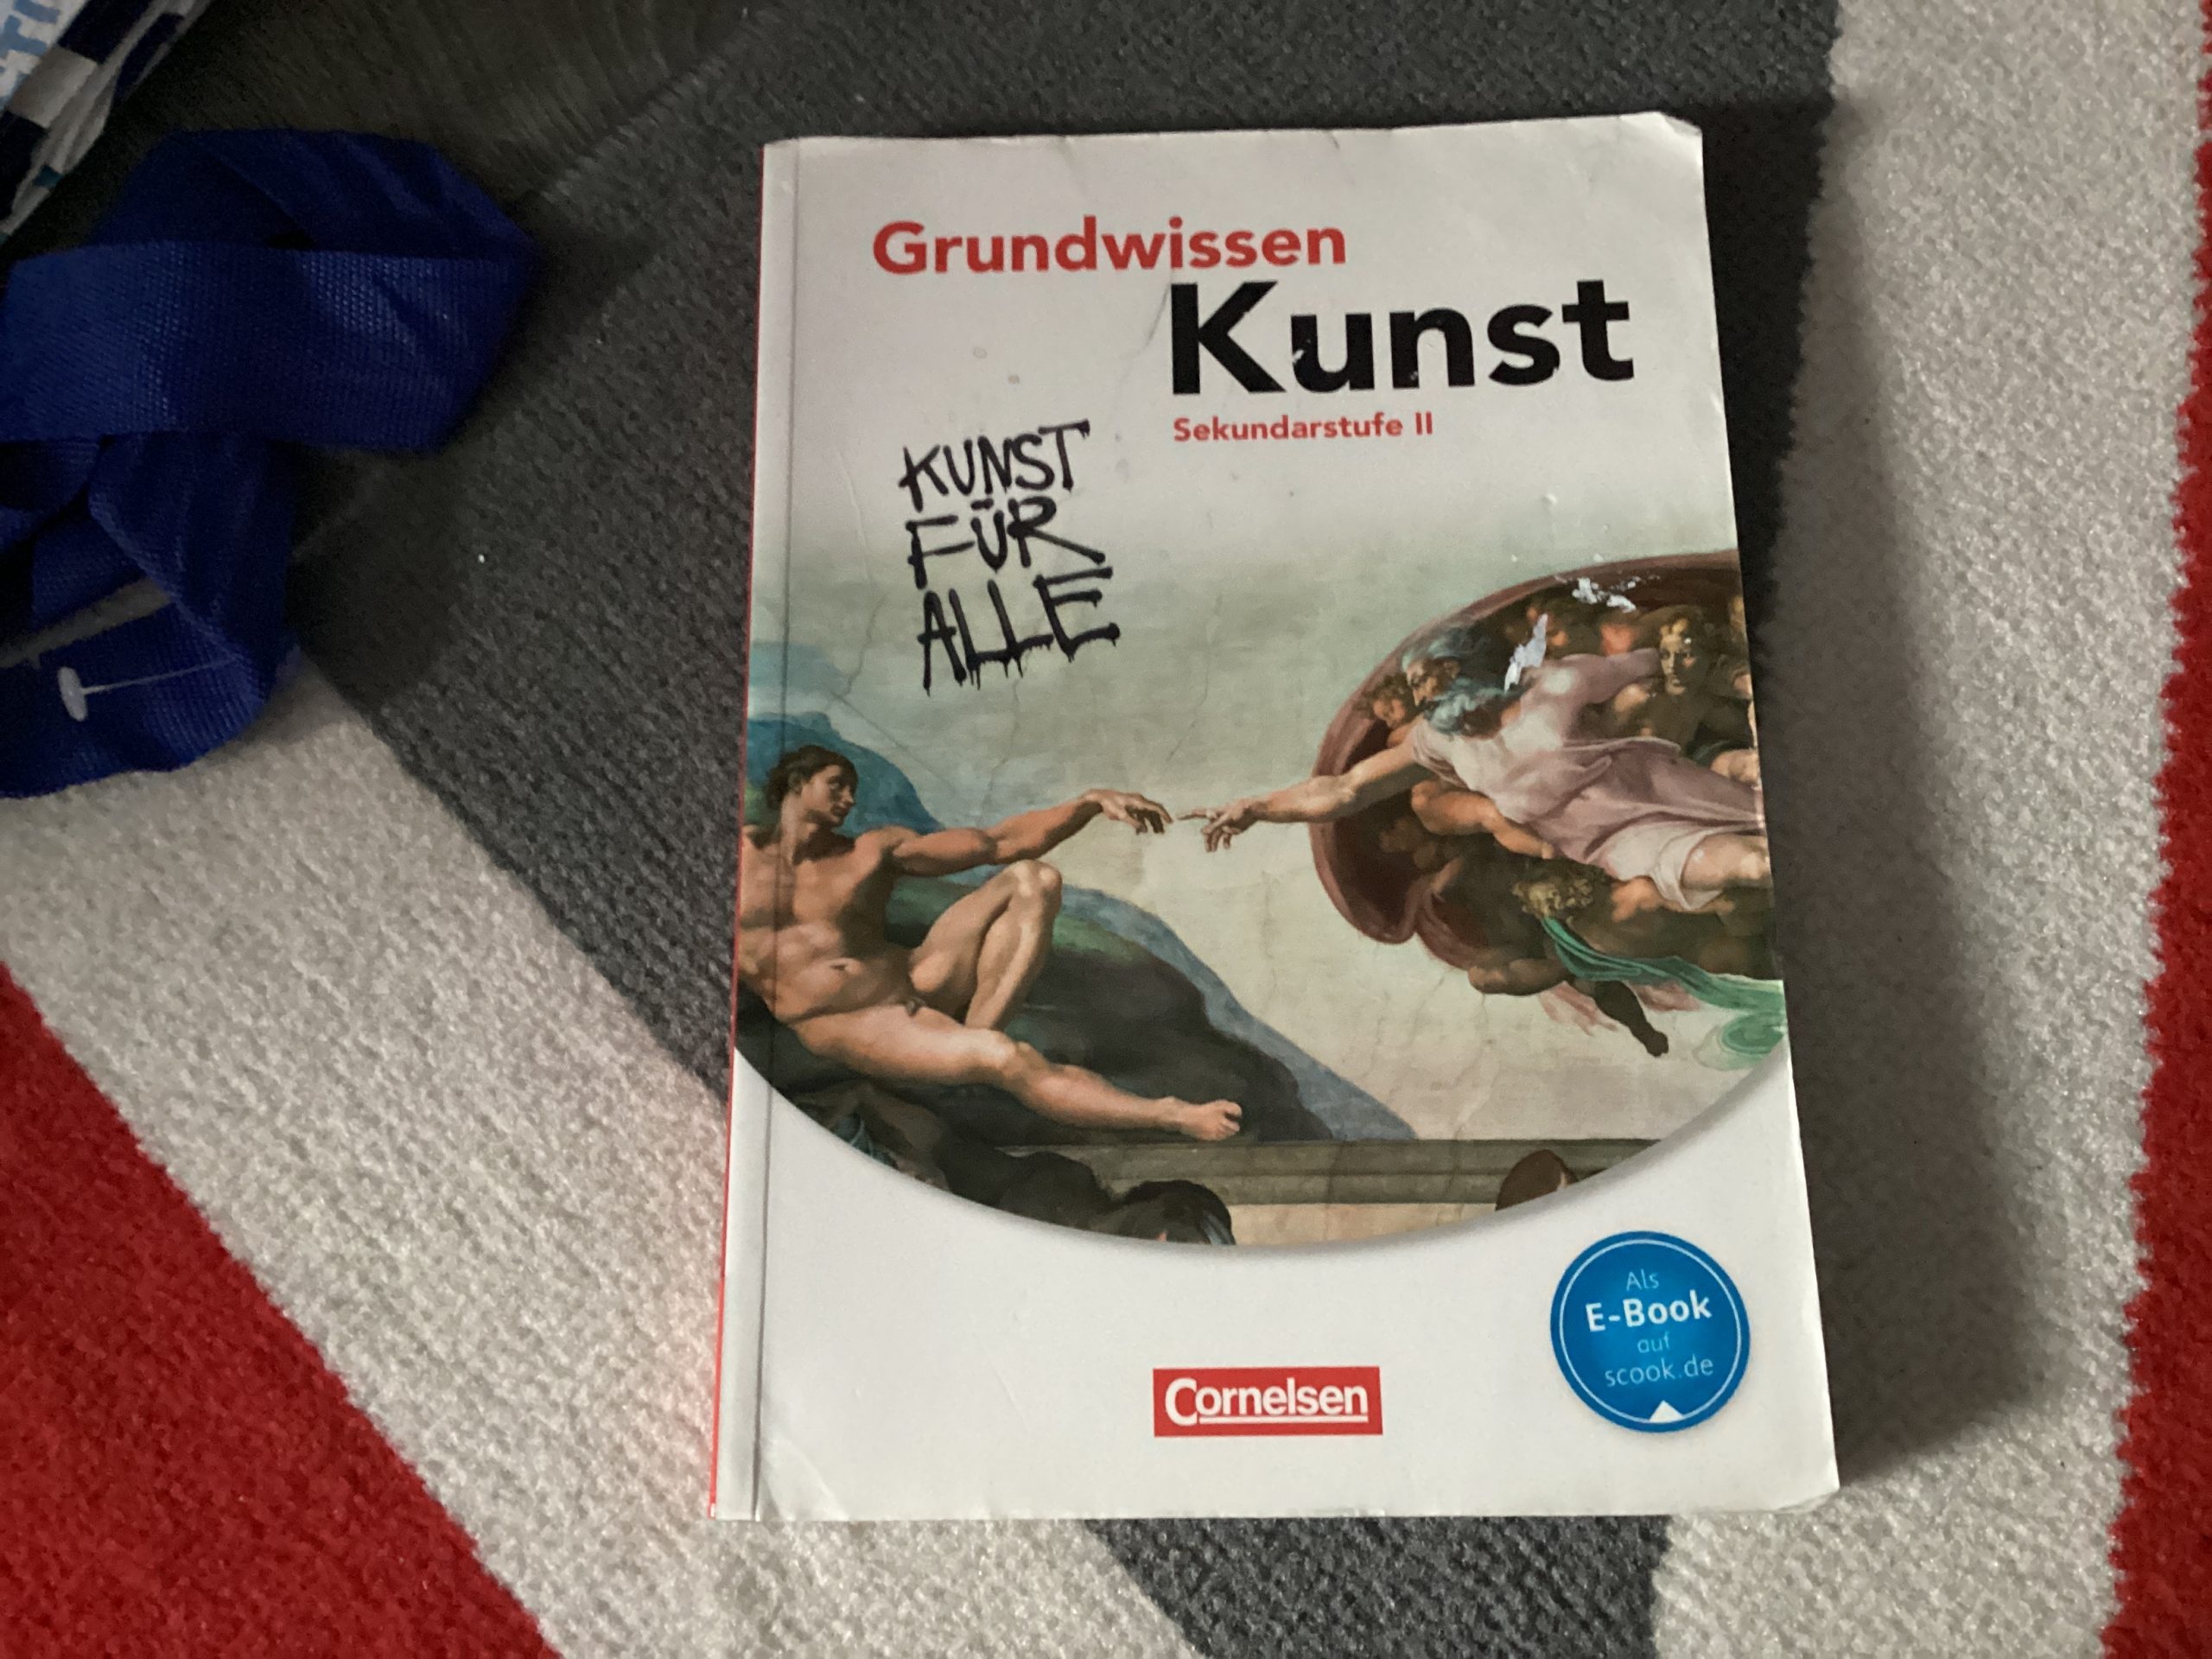 Grundwissen
Kunst
Sekundarstufe II
KUNST
FÜR
ALLE
Als
E-Book
auf
scook.de
Cornelsen